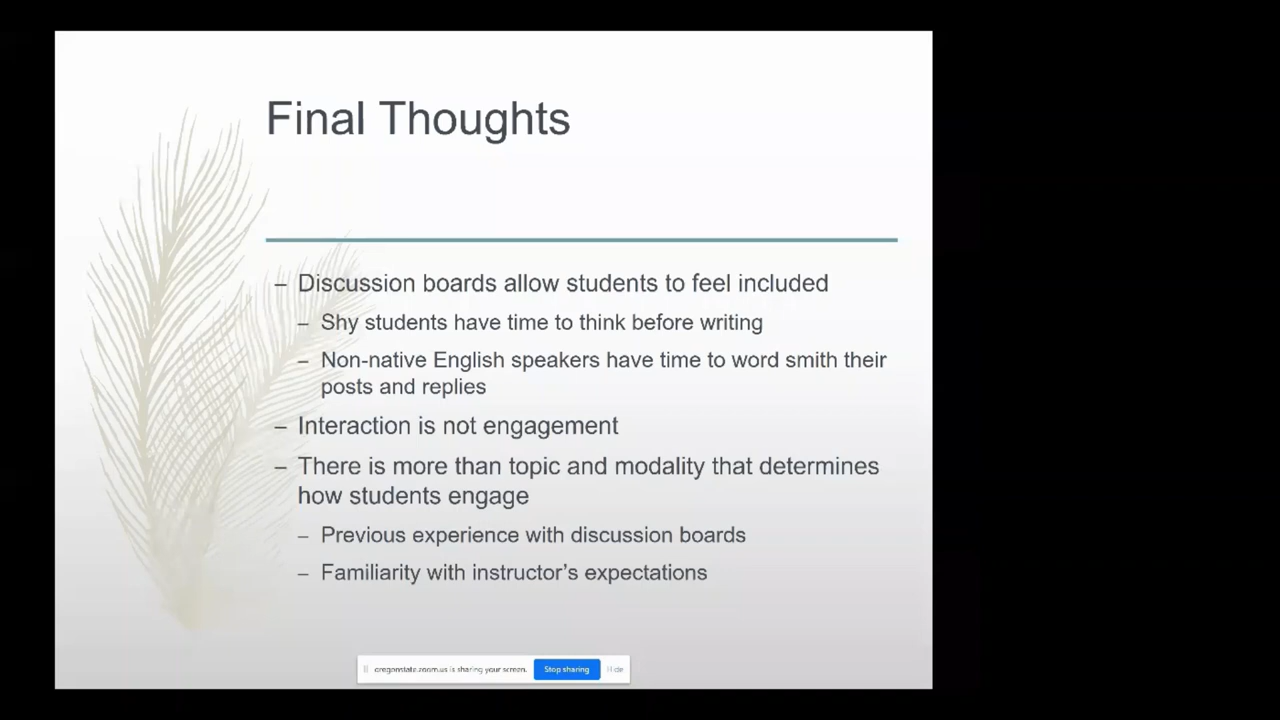 Final Thoughts
– Discussion boards allow students to feel included
– Shy students have time to think before writing
– Non-native English speakers have time to word smith their
posts and replies
– Interaction is not engagement
– There is more than topic and modality that determines
how students engage
– Previous experience with discussion boards
– Familiarity with instructor’s expectations
oregonstate.zoom.us is sharing your screen. Stop sharing Hide